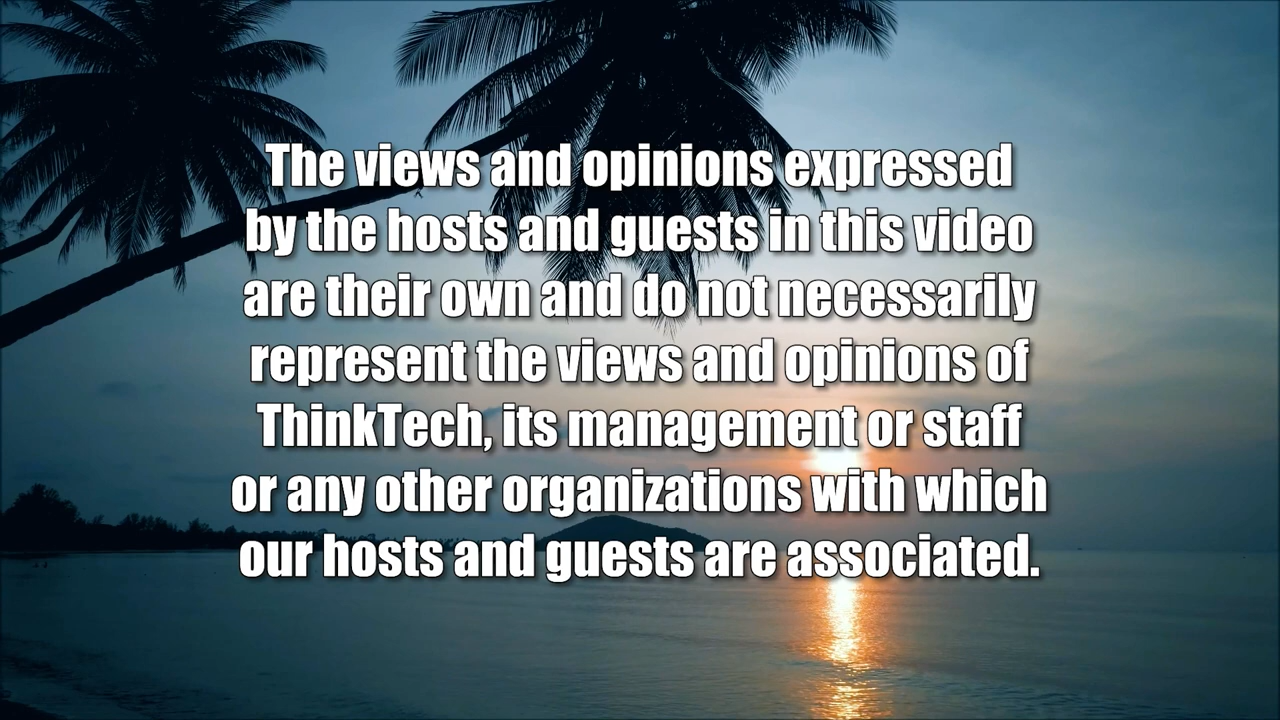 The views and opinions expressed
by the hosts and guests in this video
are their own and do not necessarily
represent the views and opinions of
ThinkTech, its management or staff
or any other organizations with which
our hosts and guests are associated.